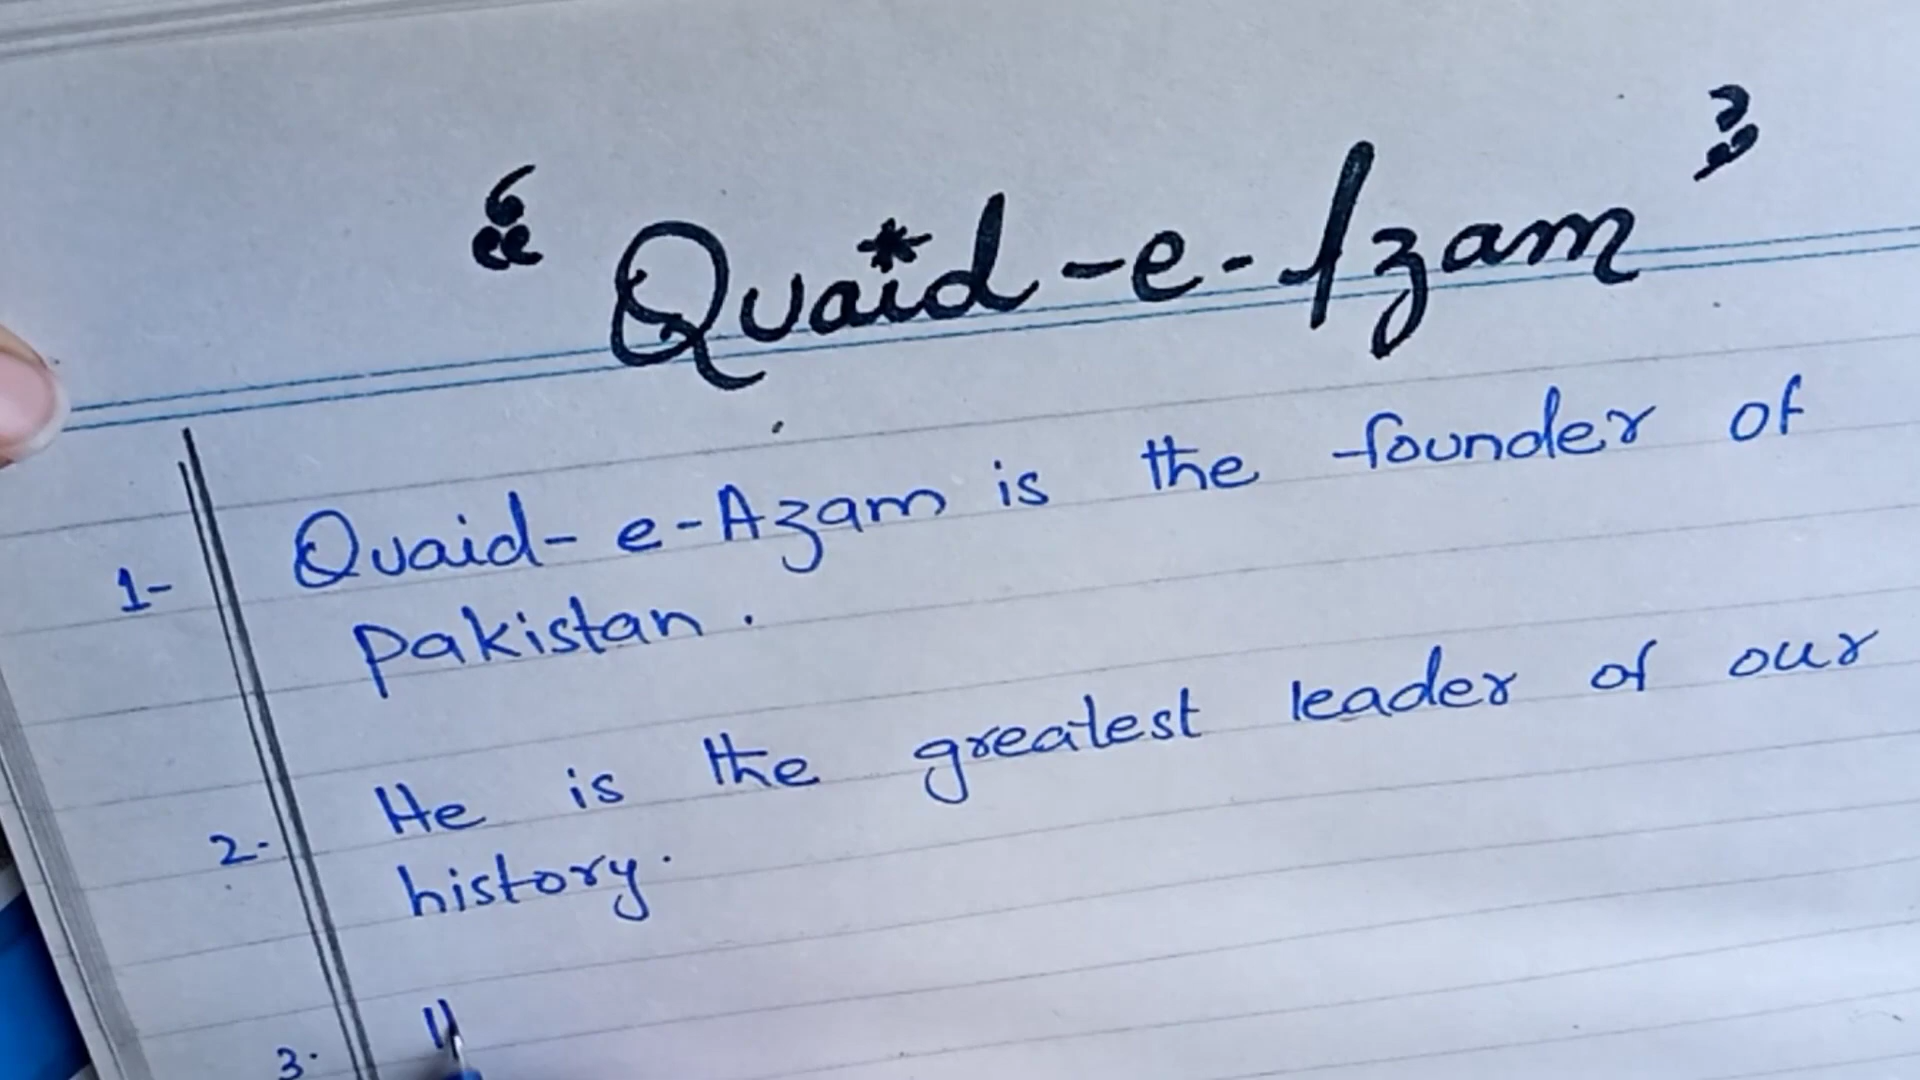 "Quaid-e-Azam"
1- Quaid-e-Azam is the founder of
pakistan.
2- He is the greatest leader of our
history.
3-